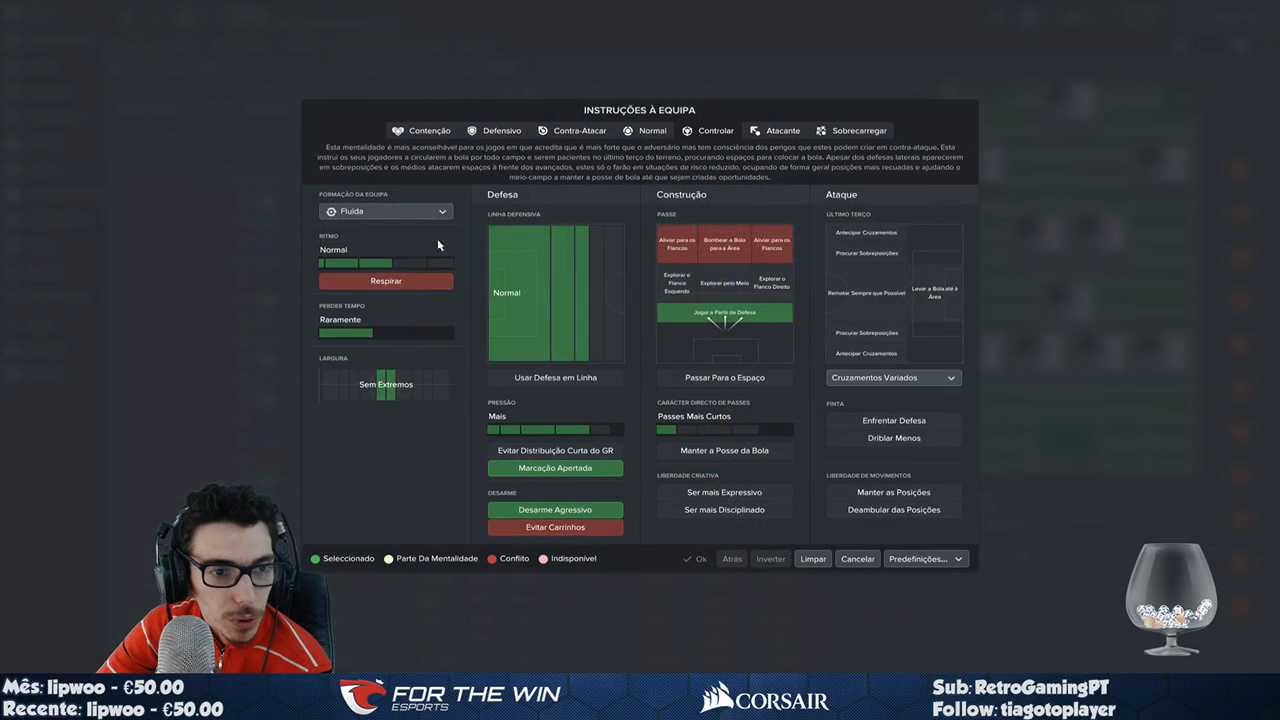 INSTRUÇÕES À EQUIPA
Contenção Defensivo Contra-Atacar Normal Controlar Atacante Sobrecarregar
Esta mentalidade é mais aconselhável para os jogos em que acredita que é mais forte que o adversário mas tem consciência dos perigos que estes podem criar em contra-ataque. Esta
instrui os seus jogadores a circularem a bola por todo campo e serem pacientes no último terço do terreno, procurando espaços para colocar a bola. Apesar dos defesas laterais aparecerem
em sobreposições e os médios atacarem espaços à frente dos avançados, estes só o farão em situações de risco reduzido, ocupando de forma geral posições mais recuadas e ajudando o
meio-campo a manter a posse de bola até que sejam criadas oportunidades.
FORMAÇÃO DA EQUIPA
Fluida
RITMO
Normal
Respirar
PERDER TEMPO
Raramente
LARGURA
Sem Extremos
Defesa
LINHA DEFENSIVA
Normal
Usar Defesa em Linha
PRESSÃO
Mais
Evitar Distribuição Curta do GR
Marcação Apertada
DESARME
Desarme Agressivo
Evitar Carrinhos
Construção
PASSE
Aliviar para os Flancos
Bombear a Bola para a Área
Aliviar para os Flancos
Explorar o Flanco Esquerdo
Explorar pelo Meio
Explorar o Flanco Direito
Jogar a Partir da Defesa
Passar Para o Espaço
CARÁCTER DIRECTO DE PASSES
Passes Mais Curtos
Manter a Posse da Bola
LIBERDADE CRIATIVA
Ser mais Expressivo
Ser mais Disciplinado
Ataque
ÚLTIMO TERÇO
Antecipar Cruzamentos
Procurar Sobreposições
Rematar Sempre que Possível
Levar a Bola até à Área
Procurar Sobreposições
Antecipar Cruzamentos
Cruzamentos Variados
FINTA
Enfrentar Defesa
Driblar Menos
LIBERDADE DE MOVIMENTOS
Manter as Posições
Deambular das Posições
Seleccionado Parte Da Mentalidade Conflito Indisponível
Ok Atrás Inverter Limpar Cancelar Predefinições...
Mês: lipwoo - €50.00
Recente: lipwoo - €50.00
FOR THE WIN
ESPORTS
CORSAIR
Sub: RetroGamingPT
Follow: tiagotoplayer